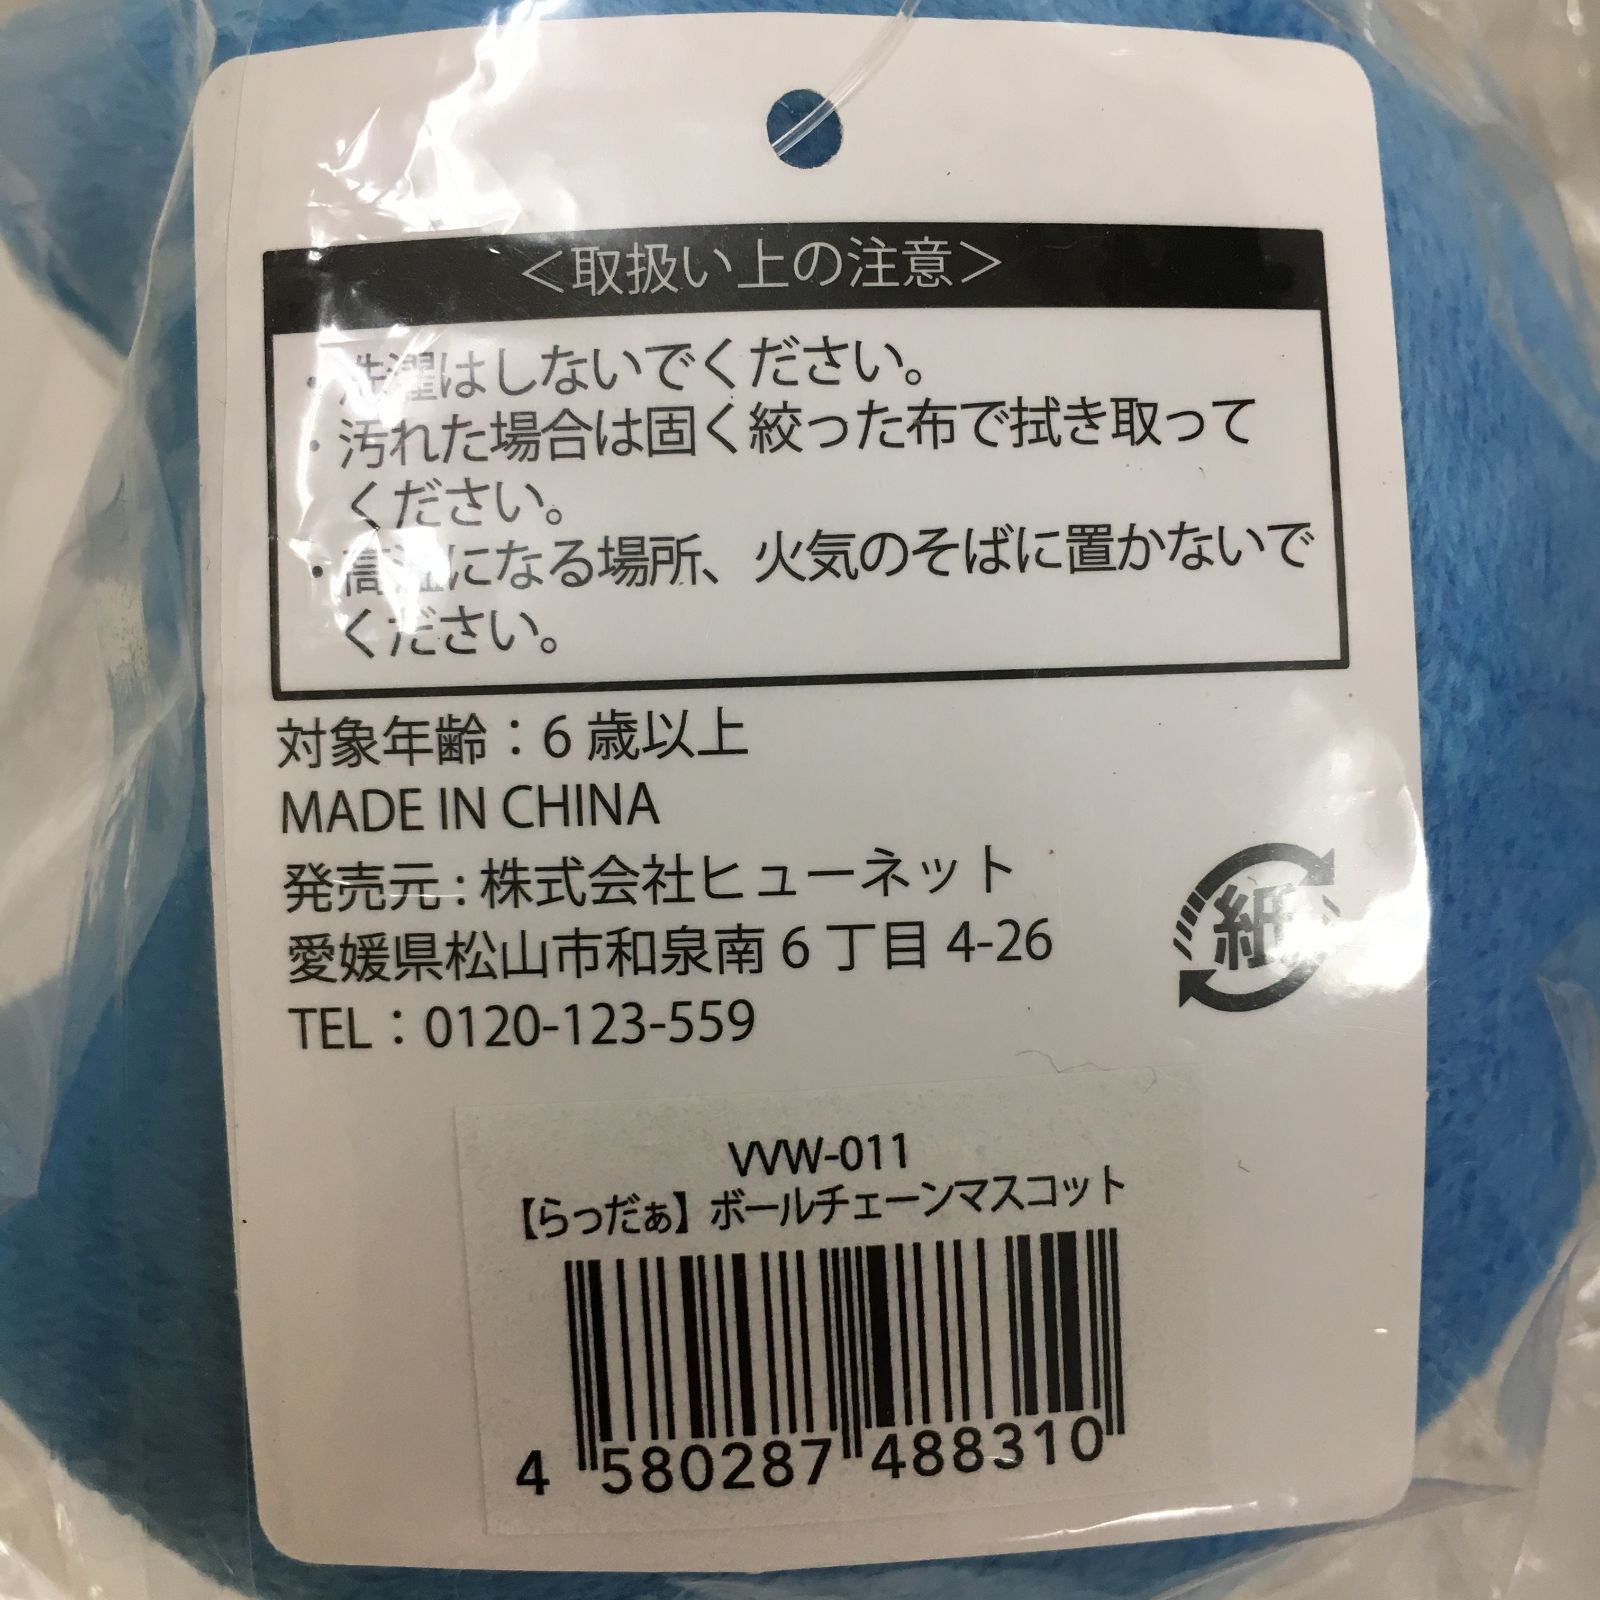 ＜取扱い上の注意＞
・洗濯はしないでください。
・汚れた場合は固く絞った布で拭き取って
ください。
・高温になる場所、火気のそばに置かないで
ください。
対象年齢：6 歳以上
MADE IN CHINA
発売元 : 株式会社ヒューネット
愛媛県松山市和泉南 6 丁目 4-26
TEL：0120-123-559
紙
VVW-011
【らっだぁ】ボールチェーンマスコット
4 580287 488310